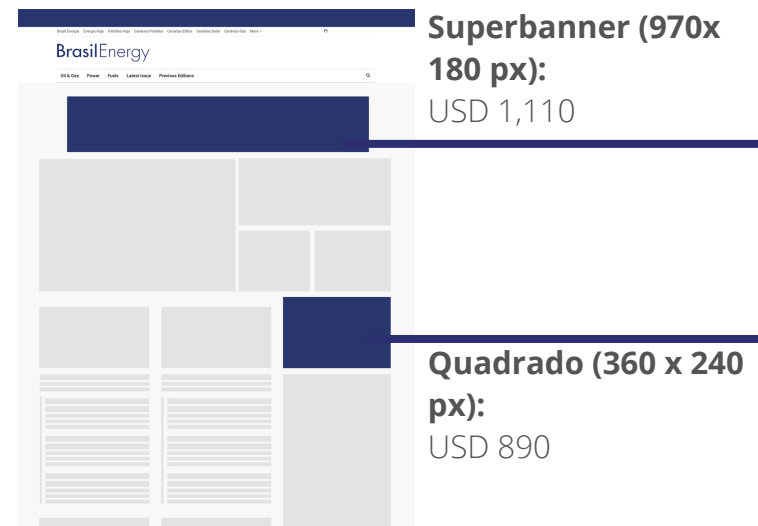 Brasil Energia Energia Hoje Petróleo Hoje Cenários Petróleo Cenários Eólica Cenários Solar Cenários Gás More
BrasilEnergy
Oil & Gas Power Fuels Latest Issue Previous Editions
Superbanner (970x
180 px):
USD 1,110
Quadrado (360 x 240
px):
USD 890